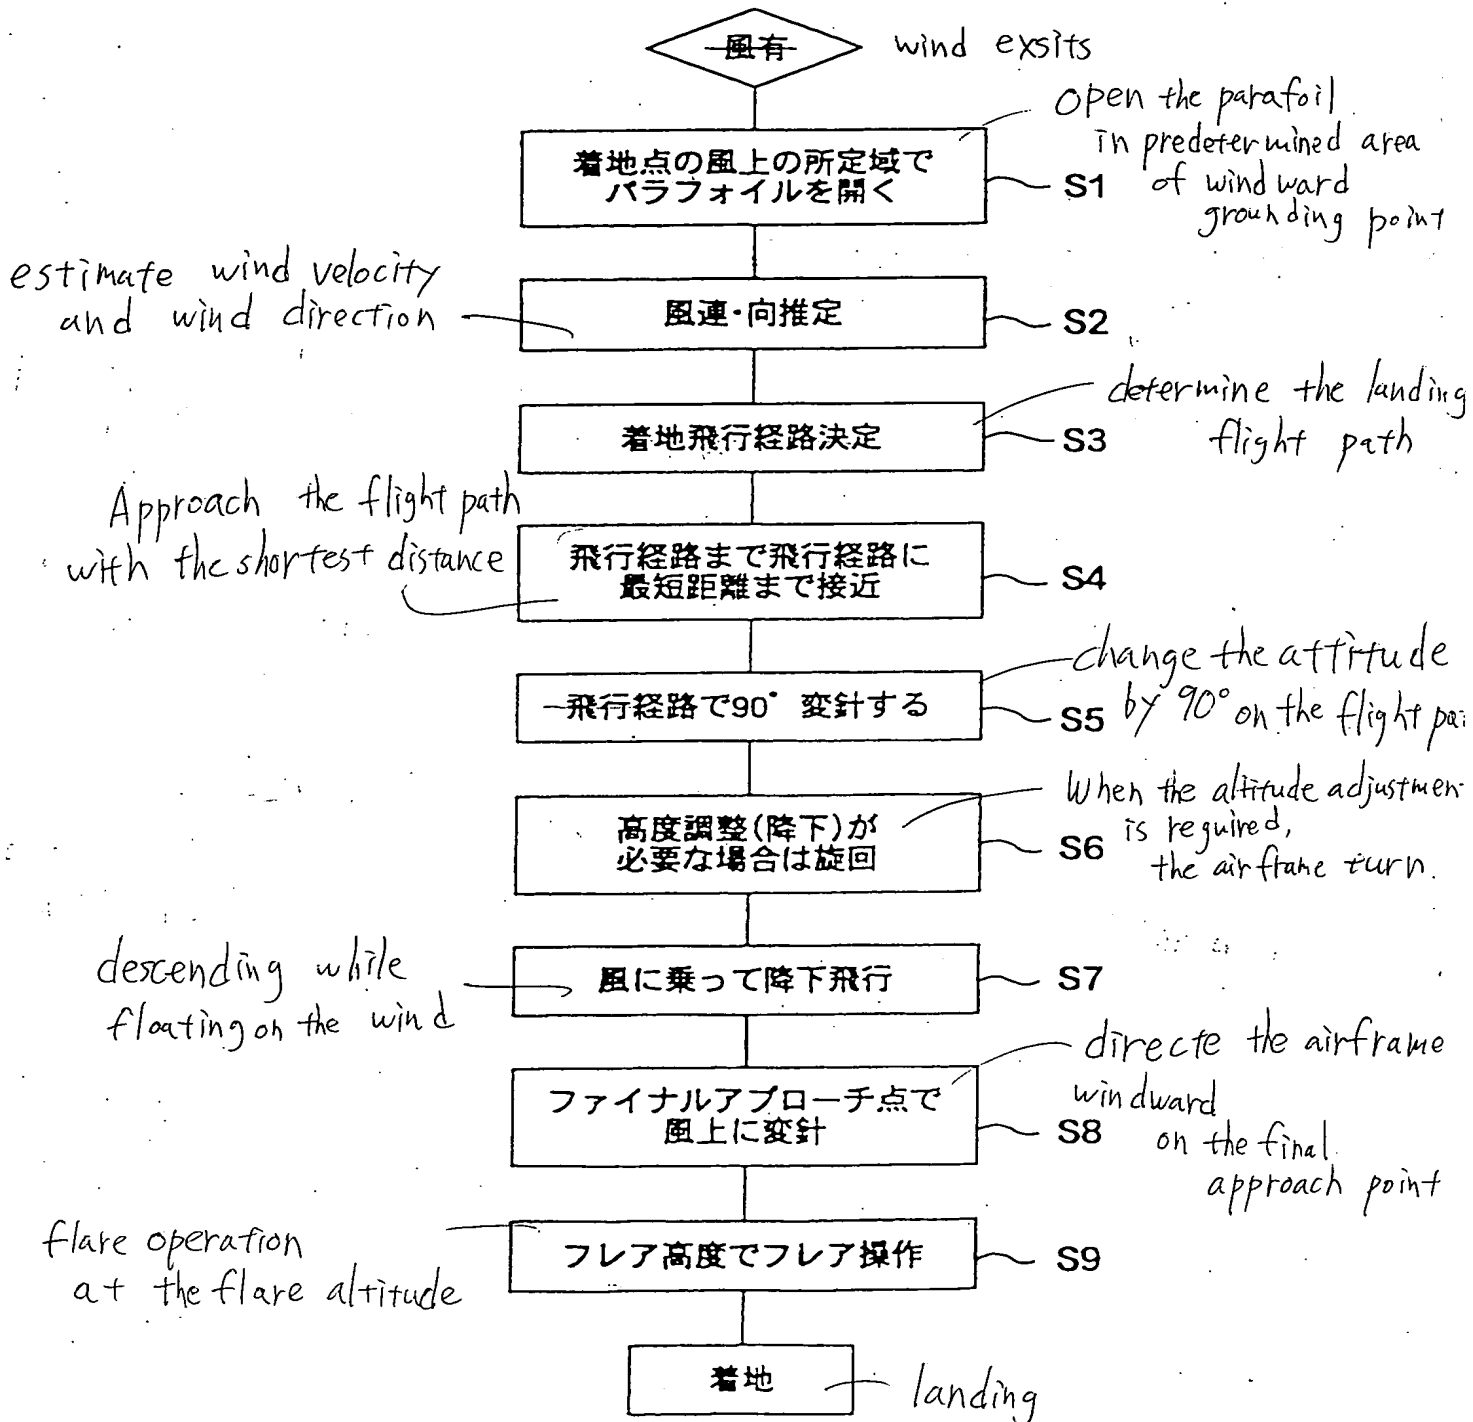 風有
wind exsits
着地点の風上の所定域で
パラフォイルを開く
S1
open the parafoil
in predetermined area
of windward
grounding point
estimate wind velocity
and wind direction
風連・向推定
S2
着地飛行経路決定
S3
determine the landing
flight path
Approach the flight path
with the shortest distance
飛行経路まで飛行経路に
最短距離まで接近
S4
飛行経路で90° 変針する
S5
change the attitude
by 90° on the flight pa
高度調整(降下)が
必要な場合は旋回
S6
When the altitude adjustmen
is required,
the airframe turn.
descending while
floating on the wind
風に乗って降下飛行
S7
ファイナルアプローチ点で
風上に変針
S8
directe the airframe
windward
on the final
approach point
flare operation
at the flare altitude
フレア高度でフレア操作
S9
着地
landing